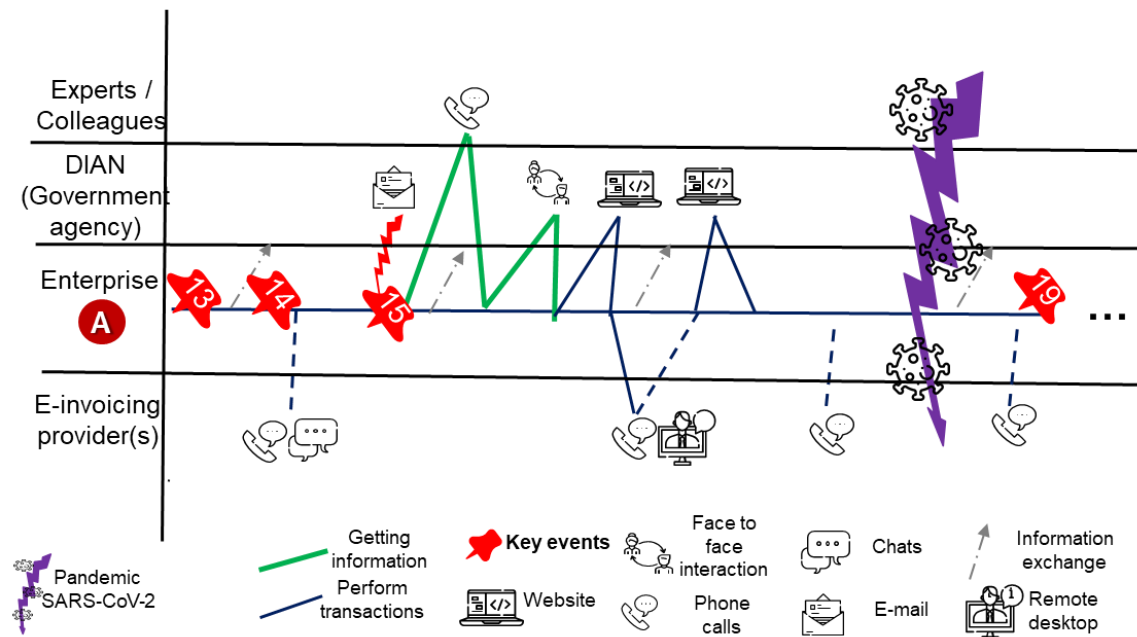 Experts /
Colleagues
DIAN
(Government
agency)
Enterprise
A
E-invoicing
provider(s)
13
14
15
19
...
</>
</>
.
Pandemic
SARS-CoV-2
Getting
information
Perform
transactions
Key events
</>
Website
Face to
face
interaction
Phone
calls
Chats
E-mail
Information
exchange
1
Remote
desktop